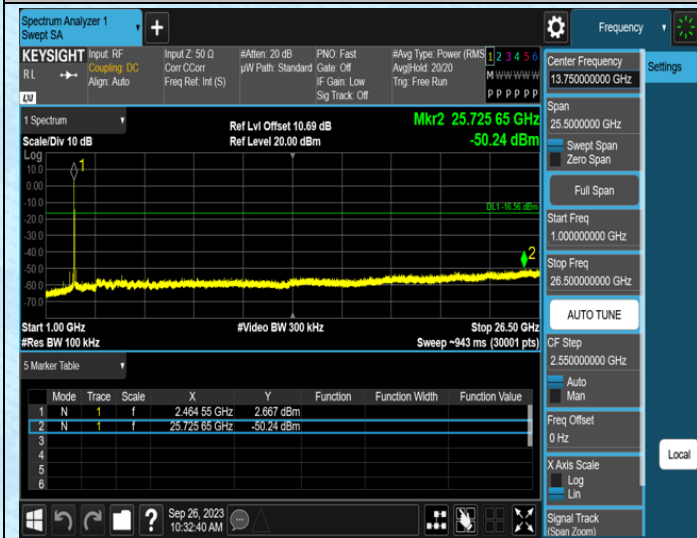 Spectrum Analyzer 1
Swept SA
+
Frequency
KEYSIGHT
RL
LXI
Input: RF
Coupling: DC
Align: Auto
Input Z: 50 Ω
Corr CCorr
Freq Ref: Int (S)
#Atten: 20 dB
µW Path: Standard
PNO: Fast
Gate: Off
IF Gain: Low
Sig Track: Off
#Avg Type: Power (RMS
Avg|Hold: 20/20
Trig: Free Run
1 2 3 4 5 6
M W W W W W
P P P P P P
1 Spectrum
Scale/Div 10 dB
Ref Lvl Offset 10.69 dB
Ref Level 20.00 dBm
Mkr2 25.725 65 GHz
-50.24 dBm
Log
10.0
0.00
-10.0
-20.0
-30.0
-40.0
-50.0
-60.0
-70.0
1
DL1 -16.56 dBm
2
Start 1.00 GHz
#Video BW 300 kHz
Stop 26.50 GHz
#Res BW 100 kHz
Sweep ~943 ms (30001 pts)
5 Marker Table
Mode Trace Scale X Y Function Function Width Function Value
1 N 1 f 2.464 55 GHz 2.667 dBm
2 N 1 f 25.725 65 GHz -50.24 dBm
3
4
5
6
?
Sep 26, 2023
10:32:40 AM
Center Frequency
13.750000000 GHz
Settings
Span
25.5000000 GHz
Swept Span
Zero Span
Full Span
Start Freq
1.000000000 GHz
Stop Freq
26.500000000 GHz
AUTO TUNE
CF Step
2.550000000 GHz
Auto
Man
Freq Offset
0 Hz
X Axis Scale
Log
Lin
Signal Track
(Span Zoom)
Local